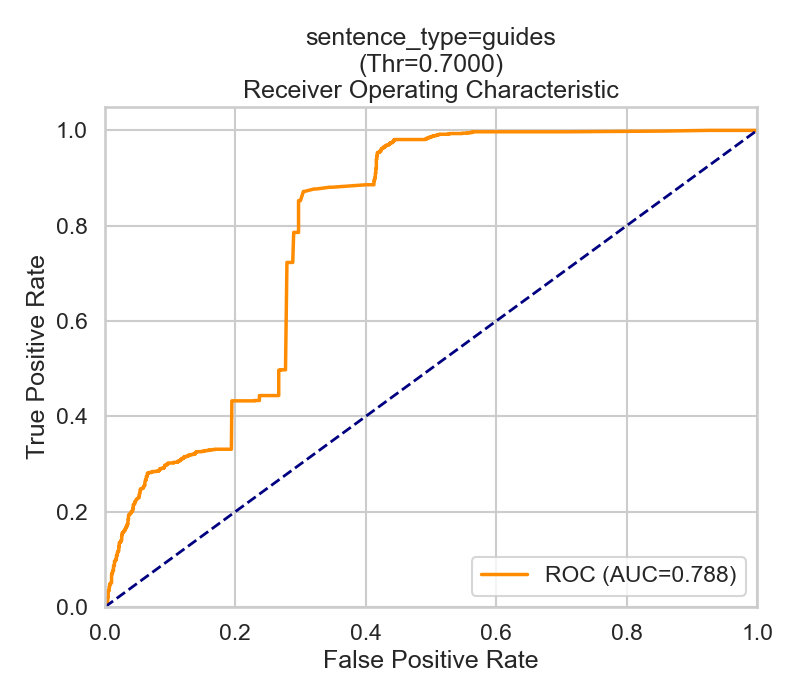 sentence_type=guides
(Thr=0.7000)
Receiver Operating Characteristic
True Positive Rate
1.0
0.8
0.6
0.4
0.2
0.0
ROC (AUC=0.788)
0.0 0.2 0.4 0.6 0.8 1.0
False Positive Rate